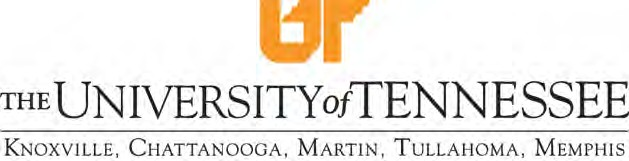 THE UNIVERSITY of TENNESSEE
KNOXVILLE, CHATTANOOGA, MARTIN, TULLAHOMA, MEMPHIS